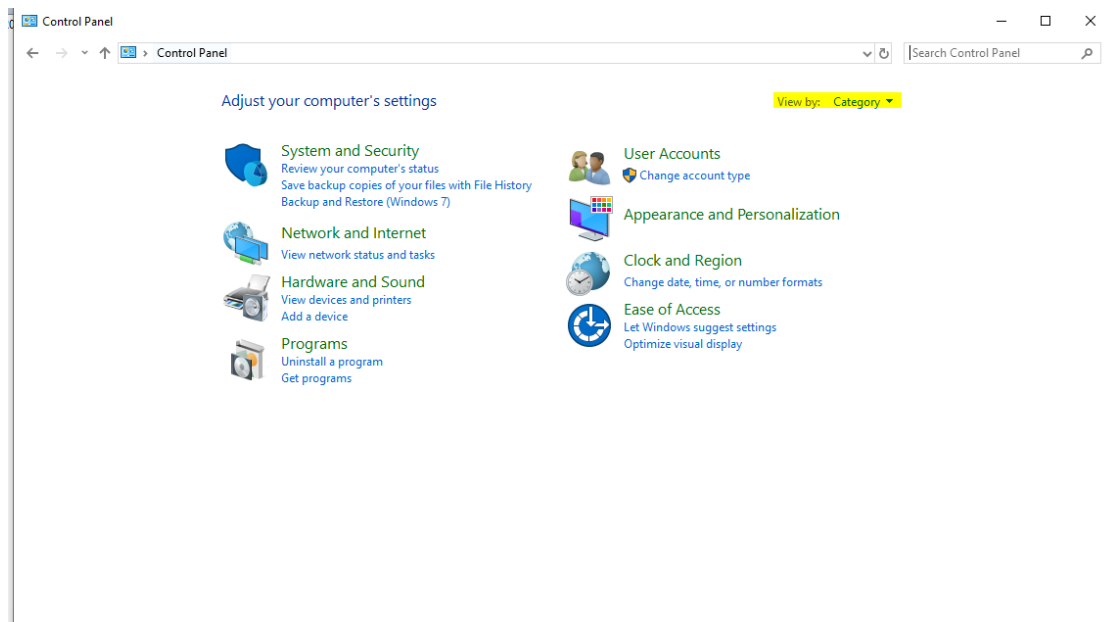 Control Panel
Control Panel
Search Control Panel
Adjust your computer's settings
View by: Category
System and Security
Review your computer's status
Save backup copies of your files with File History
Backup and Restore (Windows 7)
Network and Internet
View network status and tasks
Hardware and Sound
View devices and printers
Add a device
Programs
Uninstall a program
Get programs
User Accounts
Change account type
Appearance and Personalization
Clock and Region
Change date, time, or number formats
Ease of Access
Let Windows suggest settings
Optimize visual display